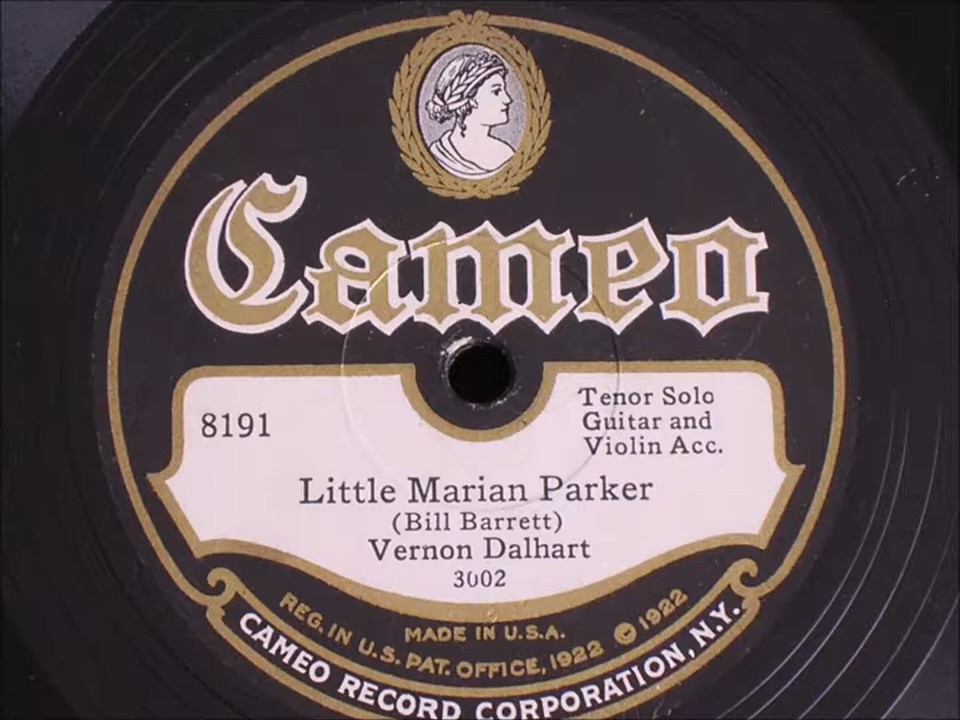 Cameo
8191
Tenor Solo
Guitar and
Violin Acc.
Little Marian Parker
(Bill Barrett)
Vernon Dalhart
3002
MADE IN U.S.A.
REG. IN U.S. PAT. OFFICE, 1922 © 1922
CAMEO RECORD CORPORATION, N.Y.